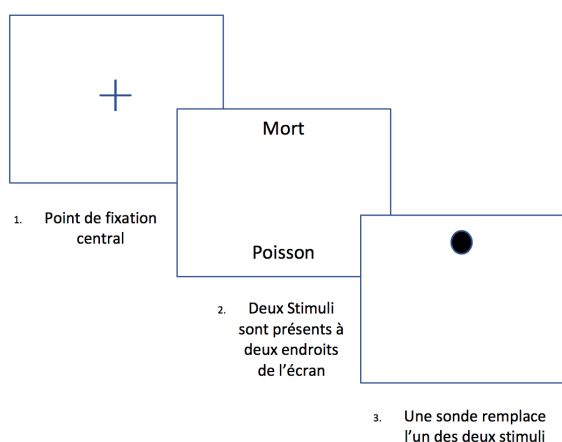 Mort
Poisson
1. Point de fixation
central
2. Deux Stimuli
sont présents à
deux endroits
de l'écran
3. Une sonde remplace
l'un des deux stimuli